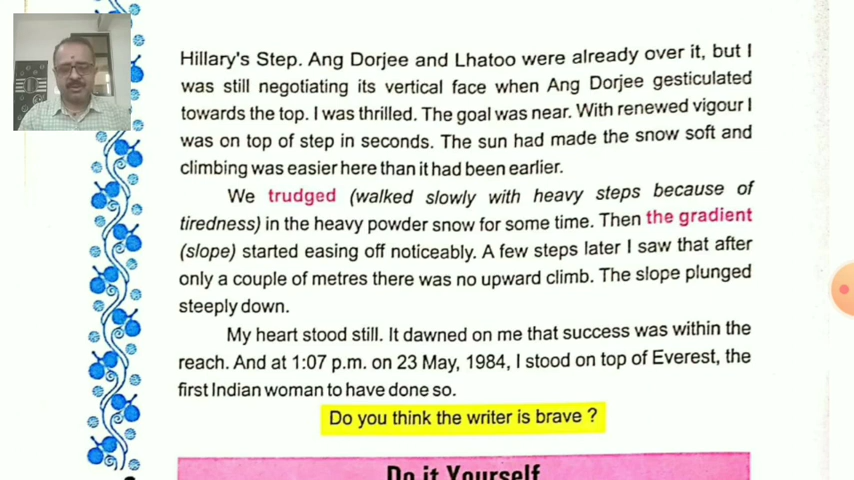 Hillary's Step. Ang Dorjee and Lhatoo were already over it, but I
was still negotiating its vertical face when Ang Dorjee gesticulated
towards the top. I was thrilled. The goal was near. With renewed vigour I
was on top of step in seconds. The sun had made the snow soft and
climbing was easier here than it had been earlier.
We trudged (walked slowly with heavy steps because of
tiredness) in the heavy powder snow for some time. Then the gradient
(slope) started easing off noticeably. A few steps later I saw that after
only a couple of metres there was no upward climb. The slope plunged
steeply down.
My heart stood still. It dawned on me that success was within the
reach. And at 1:07 p.m. on 23 May, 1984, I stood on top of Everest, the
first Indian woman to have done so.
Do you think the writer is brave ?
Do it Yourself